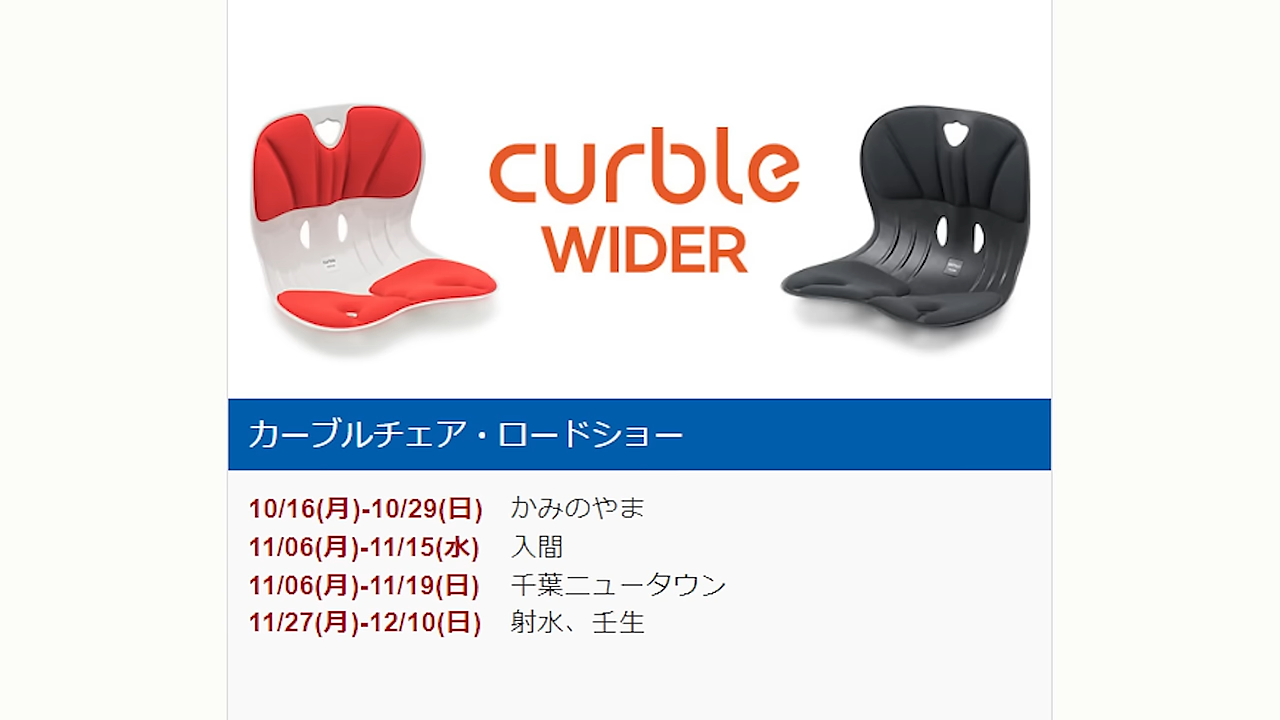 curble
WIDER
カーブルチェア・ロードショー
10/16(月)-10/29(日) かみのやま
11/06(月)-11/15(水) 入間
11/06(月)-11/19(日) 千葉ニュータウン
11/27(月)-12/10(日) 射水、壬生